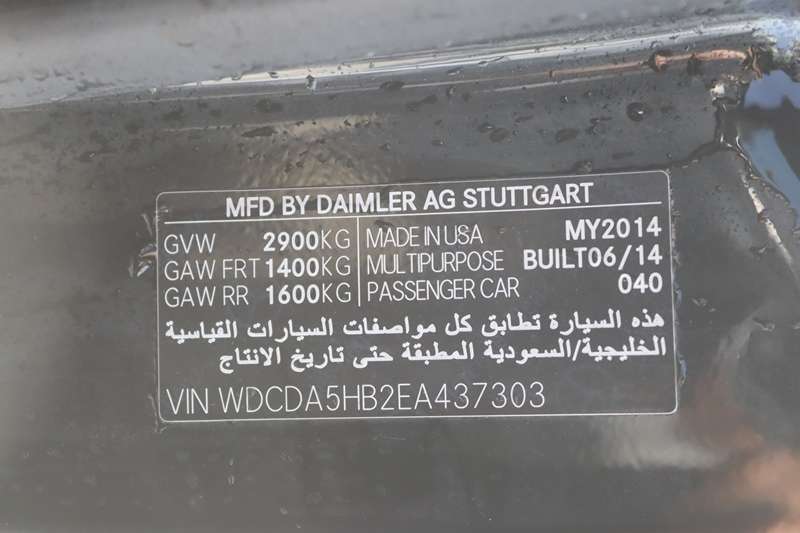 MFD BY DAIMLER AG STUTTGART
GVW 2900KG MADE IN USA MY2014
GAW FRT 1400KG MULTIPURPOSE BUILT06/14
GAW RR 1600KG PASSENGER CAR 040
هذه السيارة تطابق كل مواصفات السيارات القياسية
الخليجية/السعودية المطبقة حتى تاريخ الانتاج
VIN WDCDA5HB2EA437303